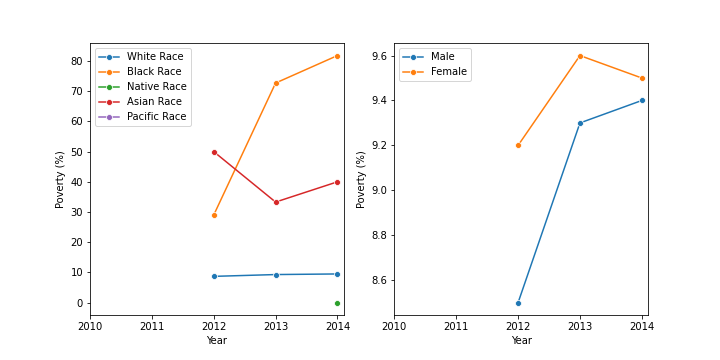 White Race
Black Race
Native Race
Asian Race
Pacific Race
80
70
60
50
40
30
20
10
0
Poverty (%)
2010 2011 2012 2013 2014
Year
Male
Female
9.6
9.4
9.2
9.0
8.8
8.6
Poverty (%)
2010 2011 2012 2013 2014
Year